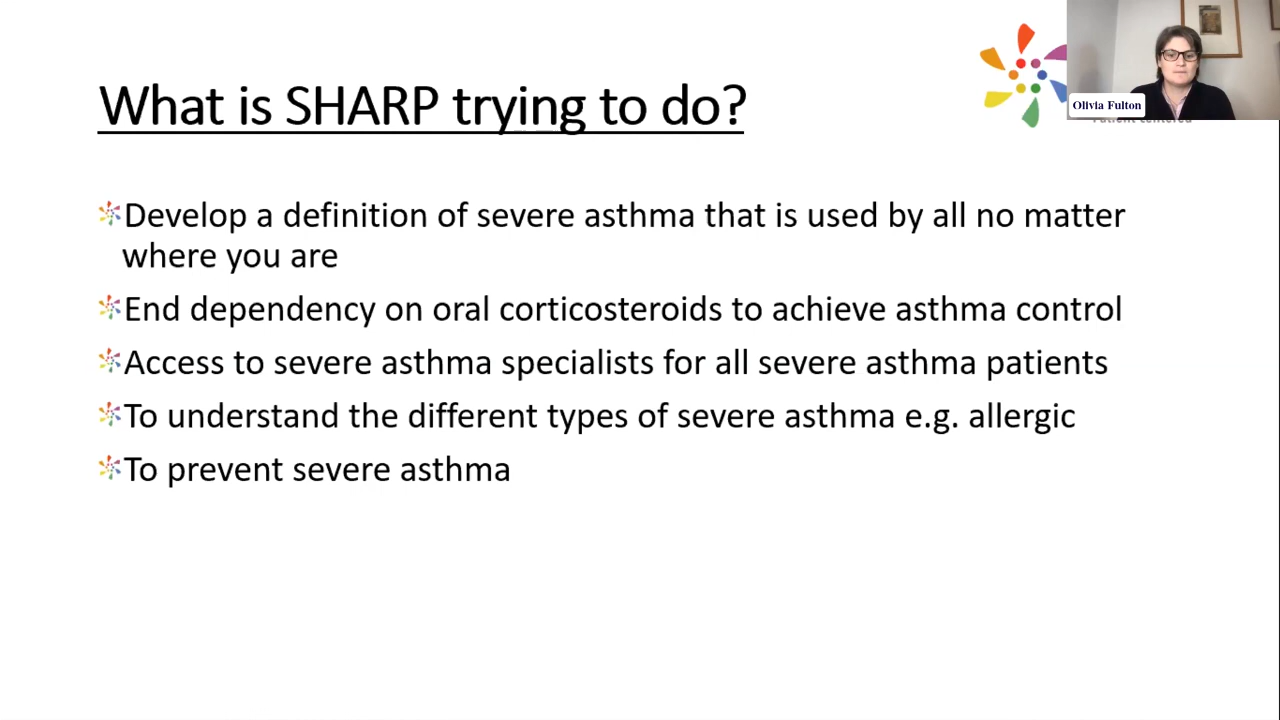 What is SHARP trying to do?
Olivia Fulton
Develop a definition of severe asthma that is used by all no matter
where you are
End dependency on oral corticosteroids to achieve asthma control
Access to severe asthma specialists for all severe asthma patients
To understand the different types of severe asthma e.g. allergic
To prevent severe asthma